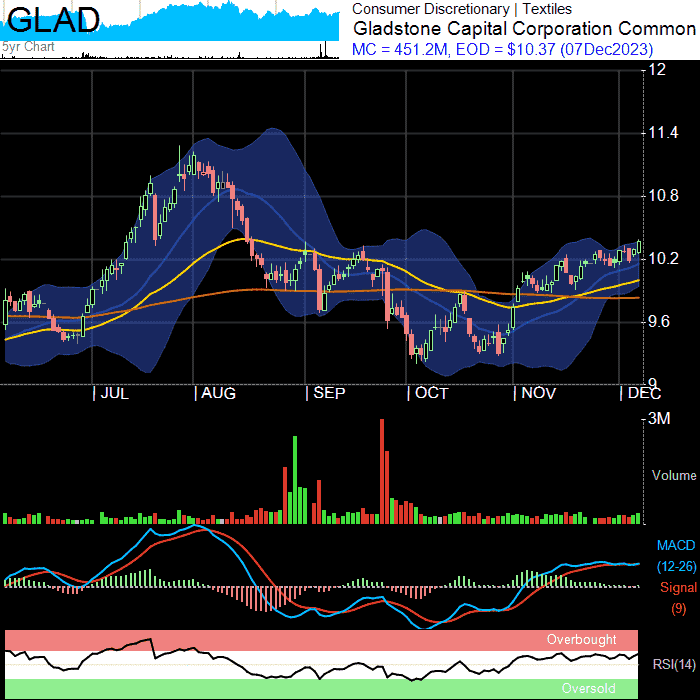 GLAD
5yr Chart
Consumer Discretionary | Textiles
Gladstone Capital Corporation Common
MC = 451.2M, EOD = $10.37 (07Dec2023)
12
11.4
10.8
10.2
9.6
9
| JUL
| AUG
| SEP
| OCT
| NOV
| DEC
3M
Volume
MACD
(12-26)
Signal
(9)
Overbought
RSI(14)
Oversold